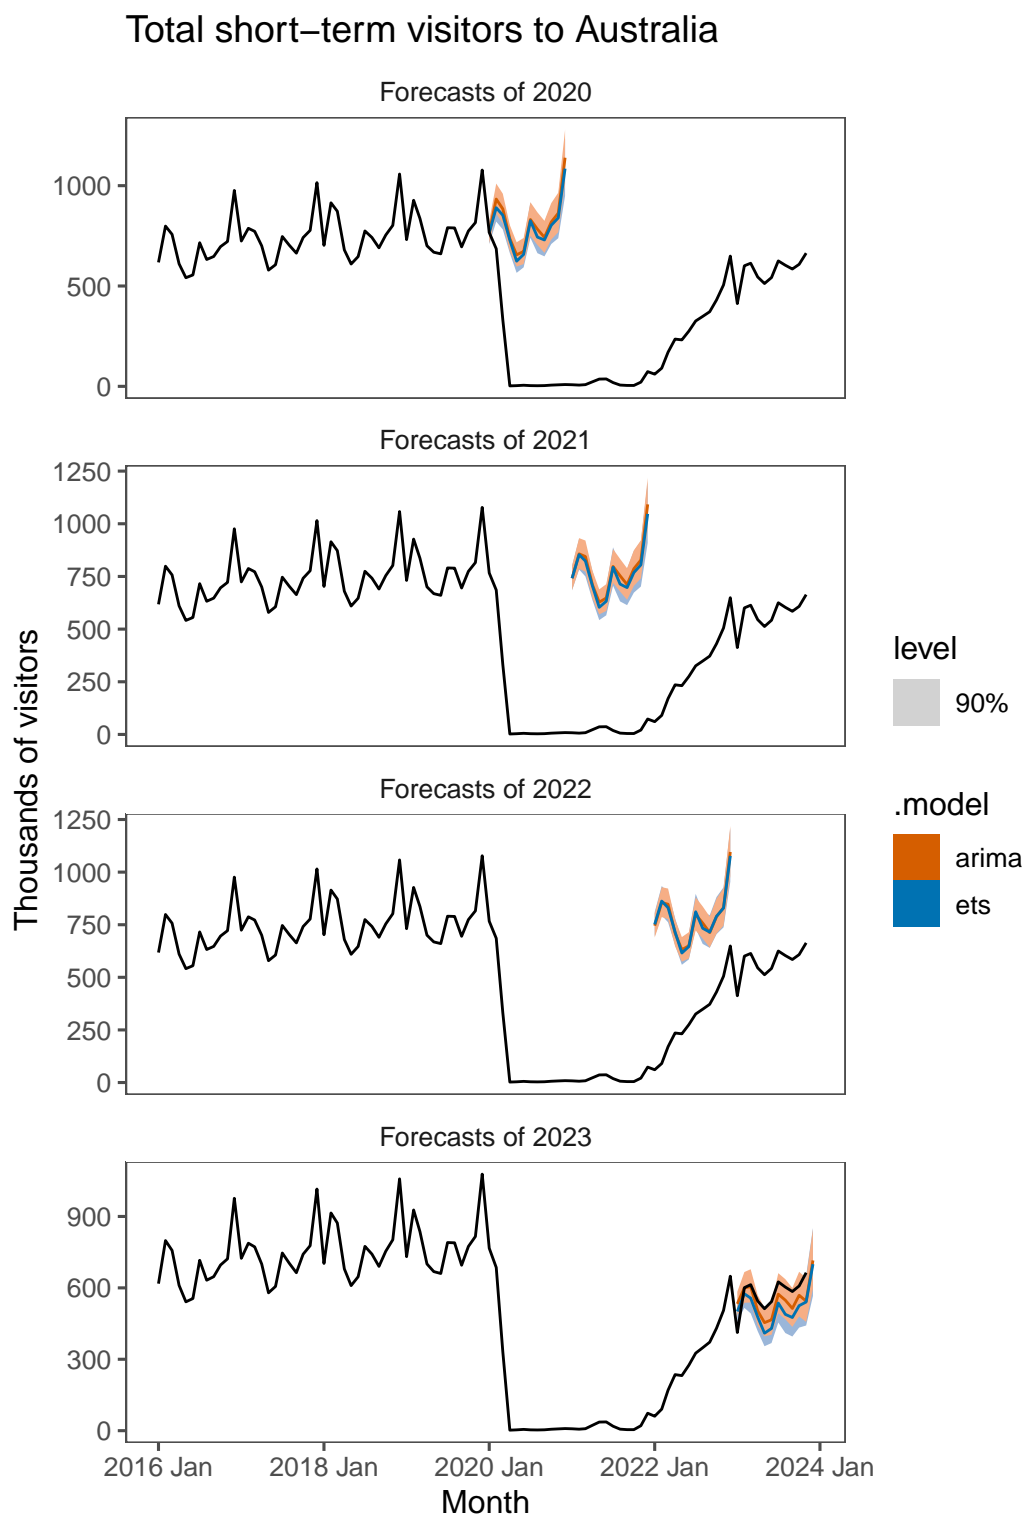 Total short−term visitors to Australia
Forecasts of 2020
1000
500
0
Forecasts of 2021
1250
1000
750
500
250
0
Forecasts of 2022
1250
1000
750
500
250
0
Forecasts of 2023
900
600
300
0
2016 Jan 2018 Jan 2020 Jan 2022 Jan 2024 Jan
Month
Thousands of visitors
level
90%
.model
arima
ets